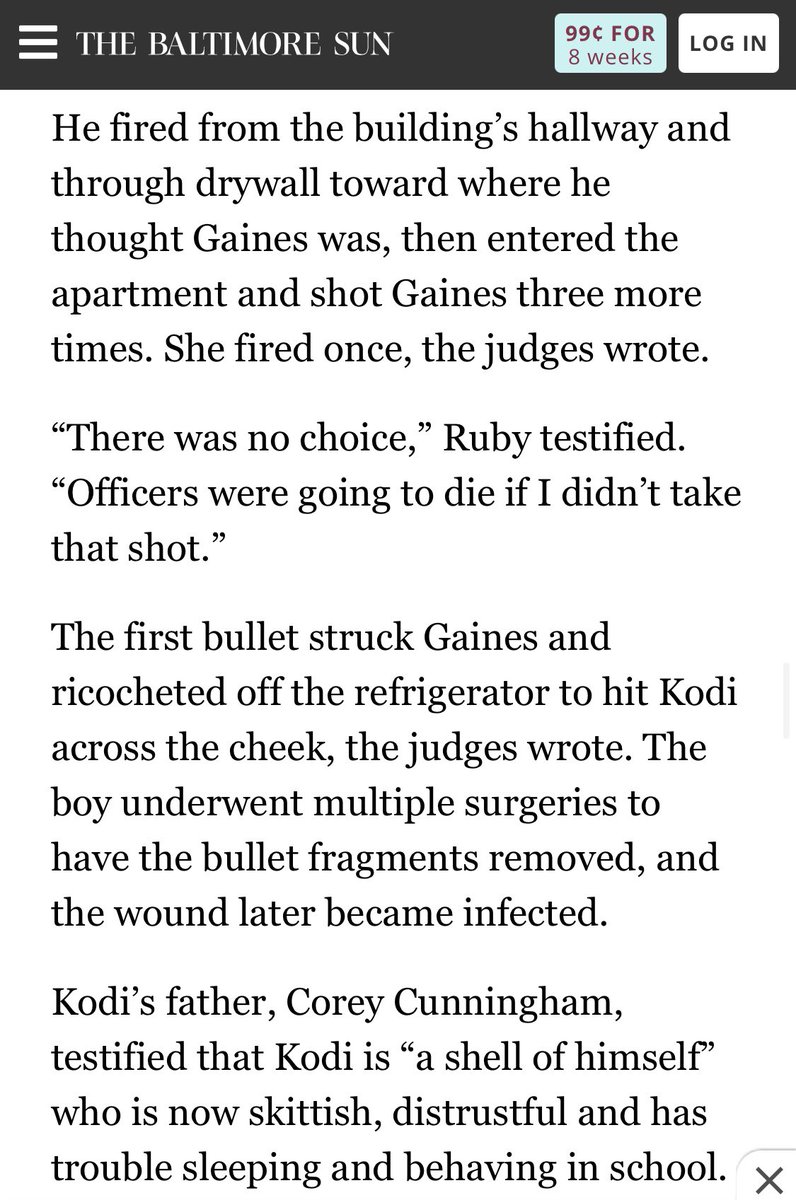 THE BALTIMORE SUN
99¢ FOR
8 weeks
LOG IN
He fired from the building’s hallway and
through drywall toward where he
thought Gaines was, then entered the
apartment and shot Gaines three more
times. She fired once, the judges wrote.
“There was no choice,” Ruby testified.
“Officers were going to die if I didn’t take
that shot.”
The first bullet struck Gaines and
ricocheted off the refrigerator to hit Kodi
across the cheek, the judges wrote. The
boy underwent multiple surgeries to
have the bullet fragments removed, and
the wound later became infected.
Kodi’s father, Corey Cunningham,
testified that Kodi is “a shell of himself”
who is now skittish, distrustful and has
trouble sleeping and behaving in school.